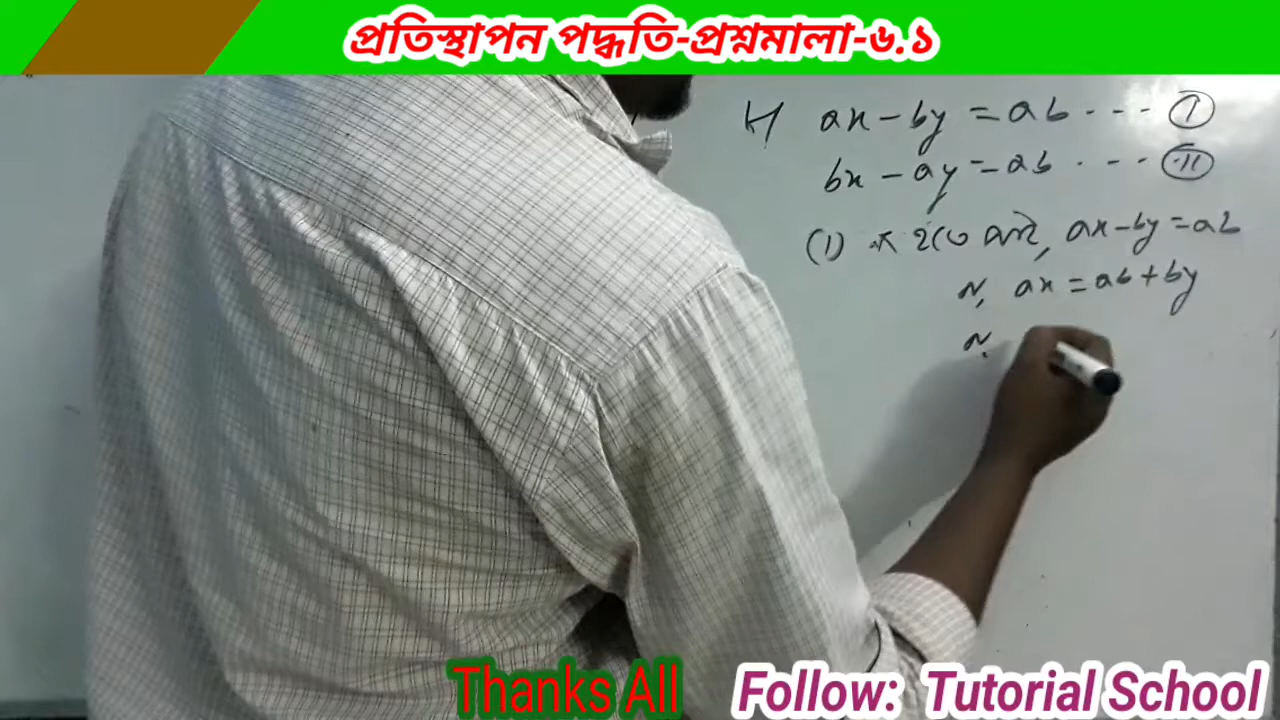 প্রতিস্থাপন পদ্ধতি-প্রশ্নমালা-৬.১
ax - by = ab --- (I)
bx - ay = ab --- (II)
(1) নং হতে পাই, ax - by = ab
বা, ax = ab + by
বা,
Thanks All
Follow: Tutorial School